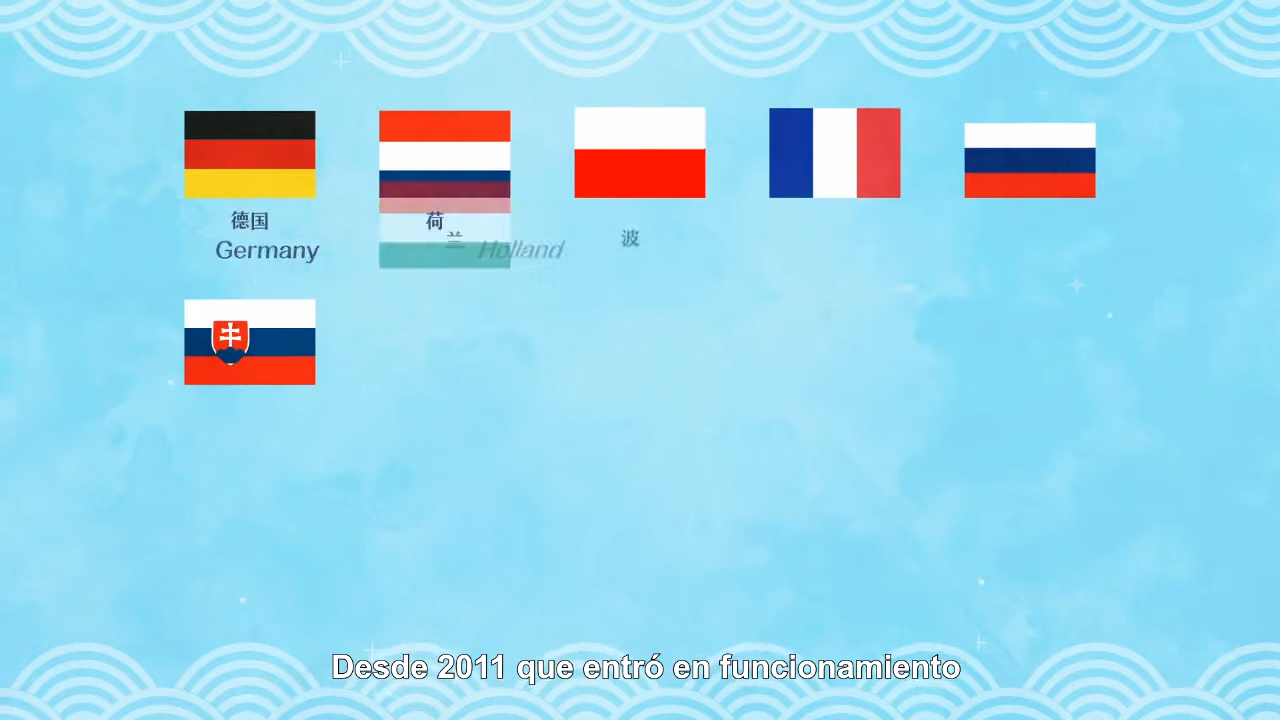 德国
Germany
荷
兰
Holland
波
Desde 2011 que entró en funcionamiento